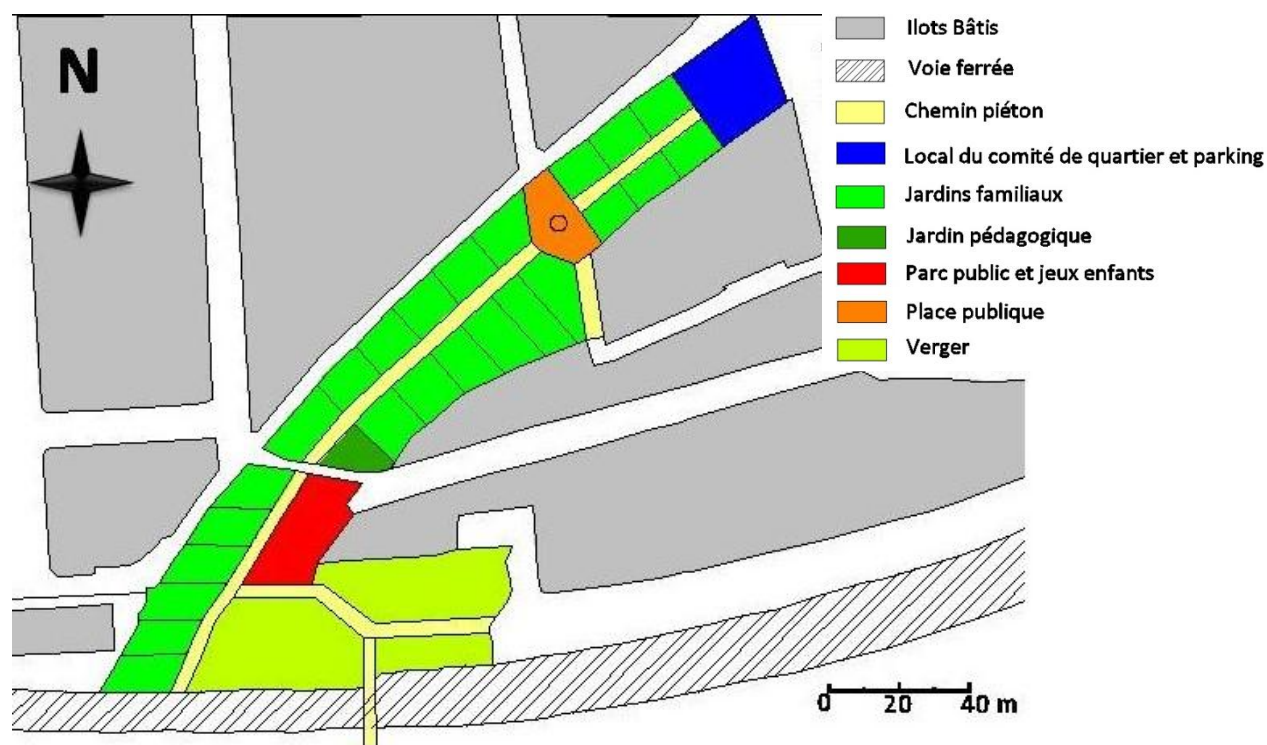 N
Ilots Bâtis
Voie ferrée
Chemin piéton
Local du comité de quartier et parking
Jardins familiaux
Jardin pédagogique
Parc public et jeux enfants
Place publique
Verger
0 20 40 m